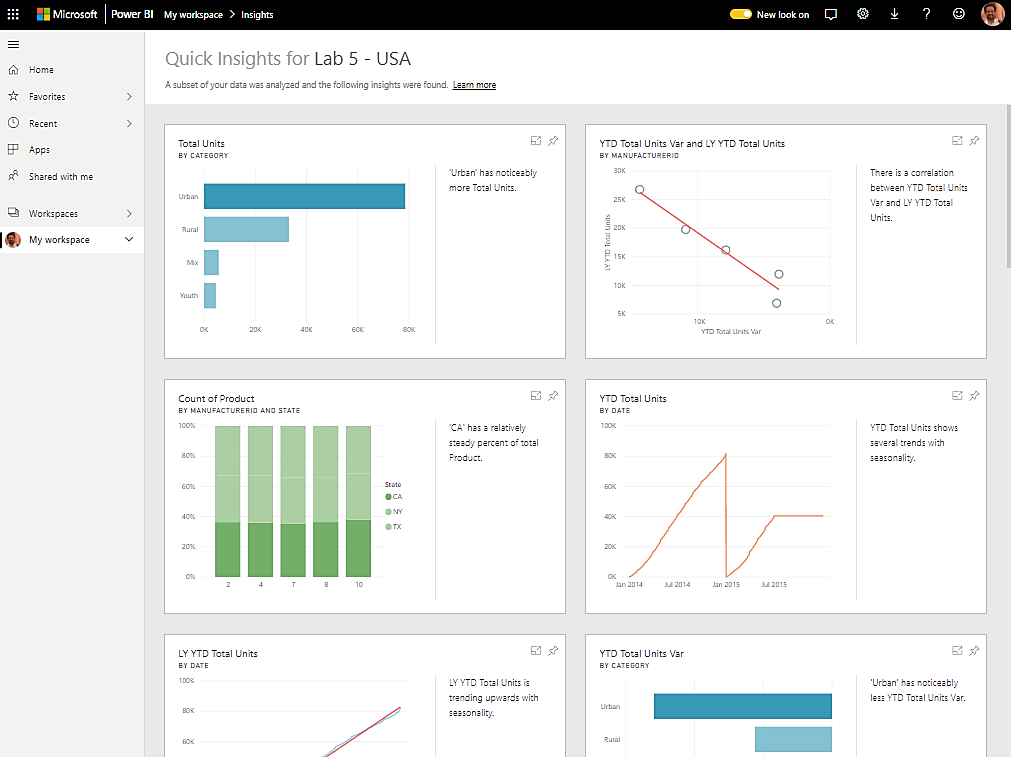 Microsoft Power BI My workspace > Insights New look on
Home
Favorites
Recent
Apps
Shared with me
Workspaces
My workspace
Quick Insights for Lab 5 - USA
A subset of your data was analyzed and the following insights were found. Learn more
Total Units
BY CATEGORY
Urban
Rural
Mix
Youth
0K 20K 40K 60K 80K
'Urban' has noticeably
more Total Units.
YTD Total Units Var and LY YTD Total Units
BY MANUFACTURERID
LY YTD Total Units
30K
25K
20K
15K
10K
5K
-10K 0K
YTD Total Units Var
There is a correlation
between YTD Total Units
Var and LY YTD Total
Units.
Count of Product
BY MANUFACTURERID AND STATE
100%
80%
60%
40%
20%
0%
2 4 7 8 10
State
CA
NY
TX
'CA' has a relatively
steady percent of total
Product.
YTD Total Units
BY DATE
100K
80K
60K
40K
20K
0K
Jan 2014 Jul 2014 Jan 2015 Jul 2015
YTD Total Units shows
several trends with
seasonality.
LY YTD Total Units
BY DATE
100K
80K
60K
LY YTD Total Units is
trending upwards with
seasonality.
YTD Total Units Var
BY CATEGORY
Urban
Rural
'Urban' has noticeably
less YTD Total Units Var.